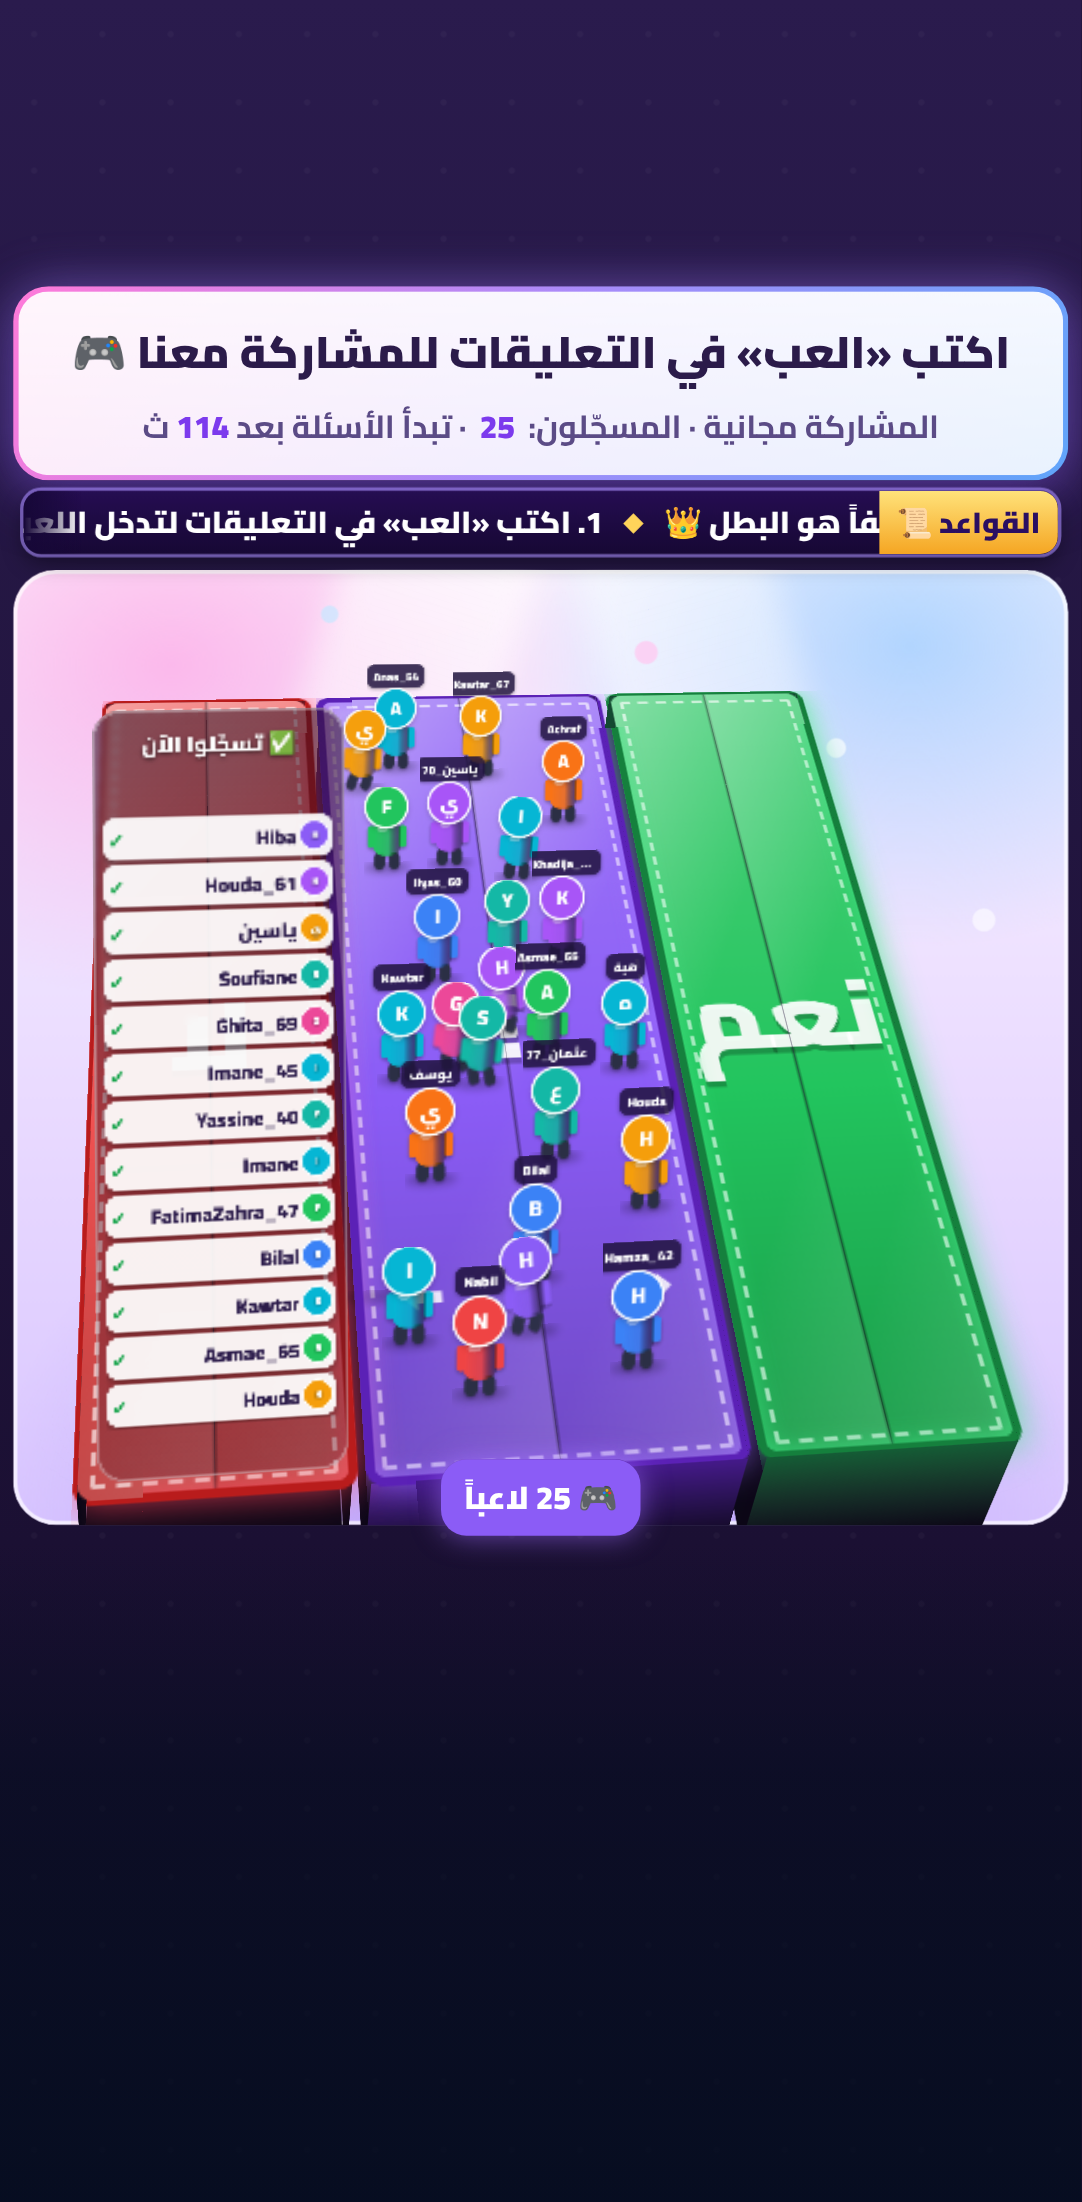 اكتب «العب» في التعليقات للمشاركة معنا 🎮
المشاركة مجانية · المسجّلون: 25 · تبدأ الأسئلة بعد 114 ث
القواعد 📜
هو البطل 👑 ◆ 1. اكتب «العب» في التعليقات لتدخل
✅ تسجّلوا الآن
Hiba ✓
Houda_61 ✓
ياسين ✓
Soufiane ✓
Ghita_69 ✓
Imane_45 ✓
Yassine_40 ✓
Imane ✓
FatimaZahra_47 ✓
Bilal ✓
Kawtar ✓
Asmae_65 ✓
Houda ✓
Kawtar_67
A
K
ي
Achraf
A
ياسين_70
F
ي
I
Khadija_...
Ilyas_60
I
Y
K
Asmae_65
هبة
Kawtar
H
A
ه
K
G
S
عثمان_77
يوسف
ع
ي
Houda
H
Bilal
B
H
Hamza_62
I
Nabil
H
N
نعم
🎮 25 لاعباً